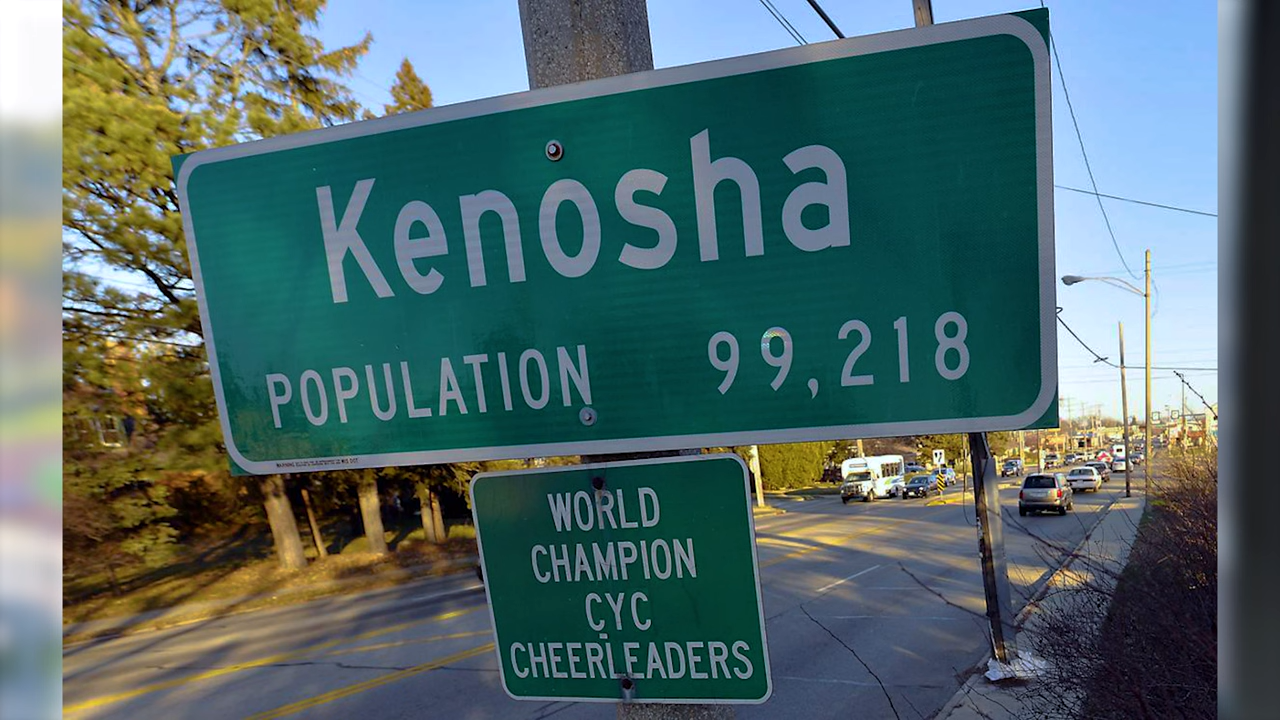 Kenosha
POPULATION 99,218
WORLD
CHAMPION
CYC
CHEERLEADERS